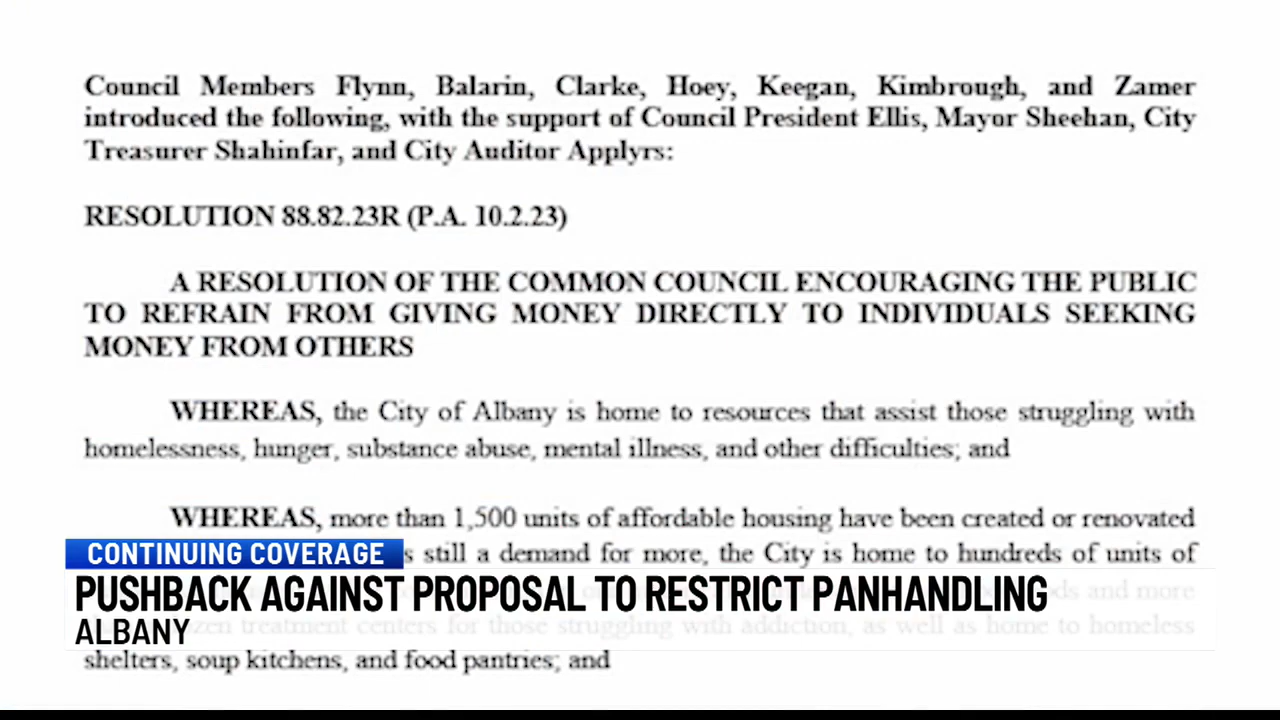 Council Members Flynn, Balarin, Clarke, Hoey, Keegan, Kimbrough, and Zamer
introduced the following, with the support of Council President Ellis, Mayor Sheehan, City
Treasurer Shahinfar, and City Auditor Applyrs:
RESOLUTION 88.82.23R (P.A. 10.2.23)
A RESOLUTION OF THE COMMON COUNCIL ENCOURAGING THE PUBLIC
TO REFRAIN FROM GIVING MONEY DIRECTLY TO INDIVIDUALS SEEKING
MONEY FROM OTHERS
WHEREAS, the City of Albany is home to resources that assist those struggling with
homelessness, hunger, substance abuse, mental illness, and other difficulties; and
WHEREAS, more than 1,500 units of affordable housing have been created or renovated
CONTINUING COVERAGE
still a demand for more, the City is home to hundreds of units of
PUSHBACK AGAINST PROPOSAL TO RESTRICT PANHANDLING
and more
ALBANY
treatment centers for those struggling with addiction, as well as home to homeless
shelters, soup kitchens, and food pantries; and